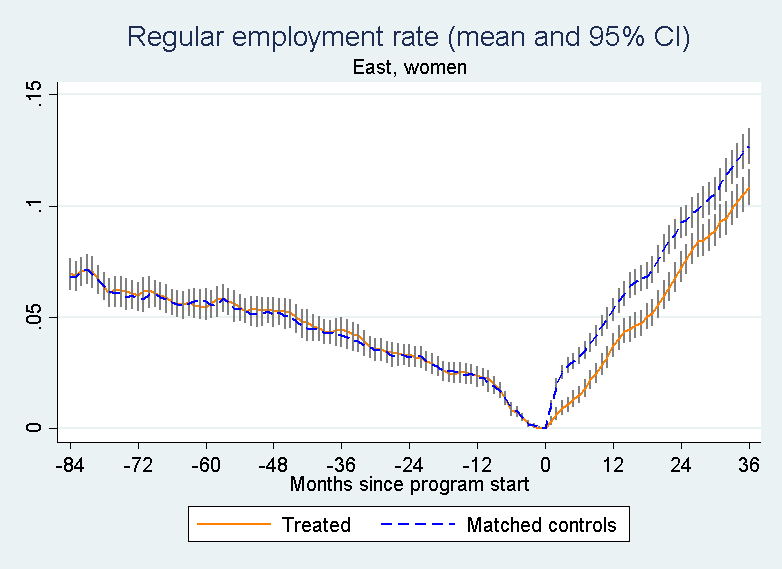 Regular employment rate (mean and 95% CI)
East, women
.15
.1
.05
0
-84 -72 -60 -48 -36 -24 -12 0 12 24 36
Months since program start
Treated Matched controls